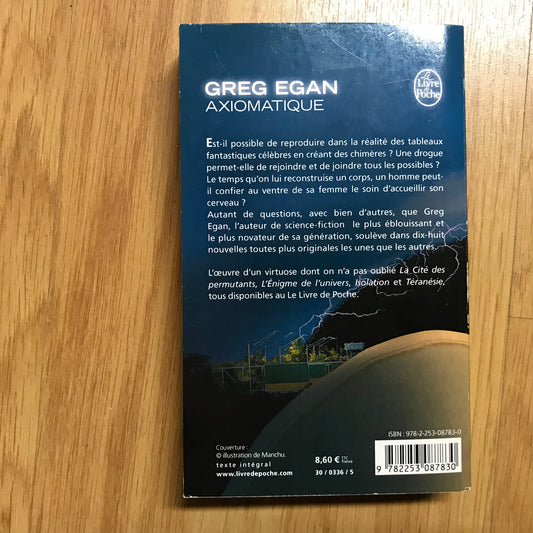 Le
Livre
de
Poche
GREG EGAN
AXIOMATIQUE
Est-il possible de reproduire dans la réalité des tableaux
fantastiques célèbres en créant des chimères ? Une drogue
permet-elle de rejoindre et de joindre tous les possibles ?
Le temps qu'on lui reconstruise un corps, un homme peut-
il confier au ventre de sa femme le soin d'accueillir son
cerveau ?
Autant de questions, avec bien d'autres, que Greg
Egan, l'auteur de science-fiction le plus éblouissant et
le plus novateur de sa génération, soulève dans dix-huit
nouvelles toutes plus originales les unes que les autres.
L'œuvre d'un virtuose dont on n'a pas oublié La Cité des
permutants, L'Énigme de l'univers, Isolation et Téranésie,
tous disponibles au Le Livre de Poche.
Couverture :
© illustration de Manchu.
texte intégral
www.livredepoche.com
8,60 € TTC
France
30 / 0336 / 5
ISBN : 978-2-253-08783-0
9 782253 087830